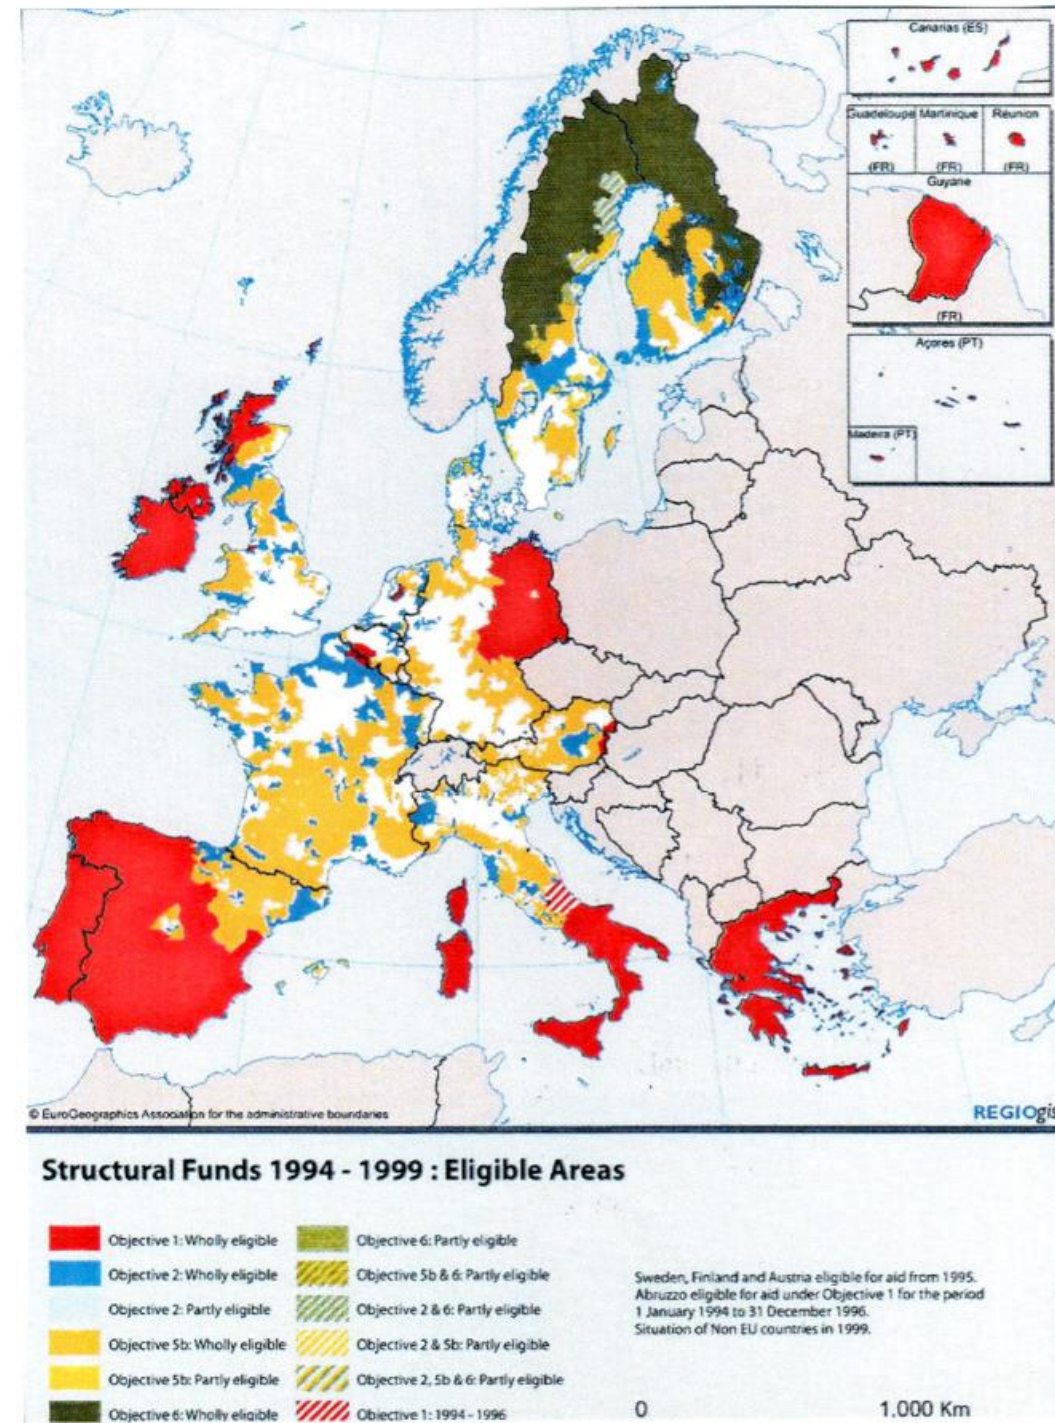 Canarias (ES)
Guadeloupe Martinique Réunion
(FR) (FR) (FR)
Guyane
(FR)
Açores (PT)
Madeira (PT)
© EuroGeographics Association for the administrative boundaries
REGIOgis
Structural Funds 1994 - 1999 : Eligible Areas
Objective 1: Wholly eligible
Objective 2: Wholly eligible
Objective 2: Partly eligible
Objective 5b: Wholly eligible
Objective 5b: Partly eligible
Objective 6: Wholly eligible
Objective 6: Partly eligible
Objective 5b & 6: Partly eligible
Objective 2 & 6: Partly eligible
Objective 2 & 5b: Partly eligible
Objective 2, 5b & 6: Partly eligible
Objective 1: 1994 - 1996
Sweden, Finland and Austria eligible for aid from 1995.
Abruzzo eligible for aid under Objective 1 for the period
1 January 1994 to 31 December 1996.
Situation of Non EU countries in 1999.
0 1.000 Km